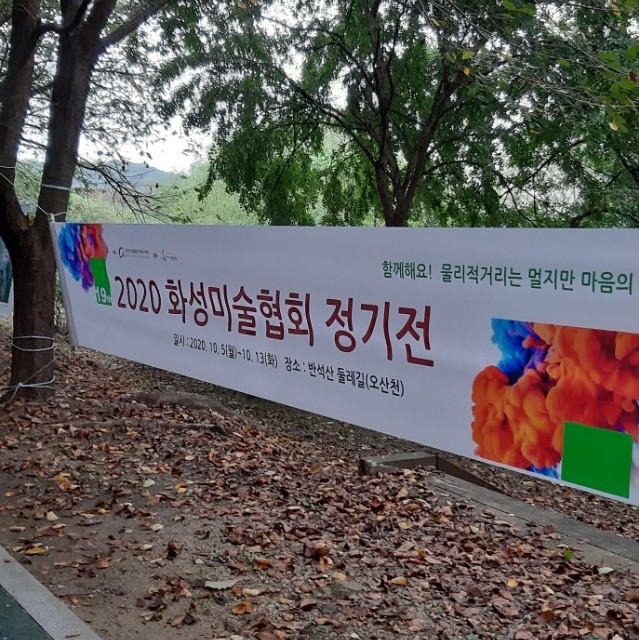 함께해요! 물리적거리는 멀지만 마음의
19th
2020 화성미술협회 정기전
일시 : 2020. 10. 5(월)~10. 13(화) 장소 : 반석산 둘레길(오산천)